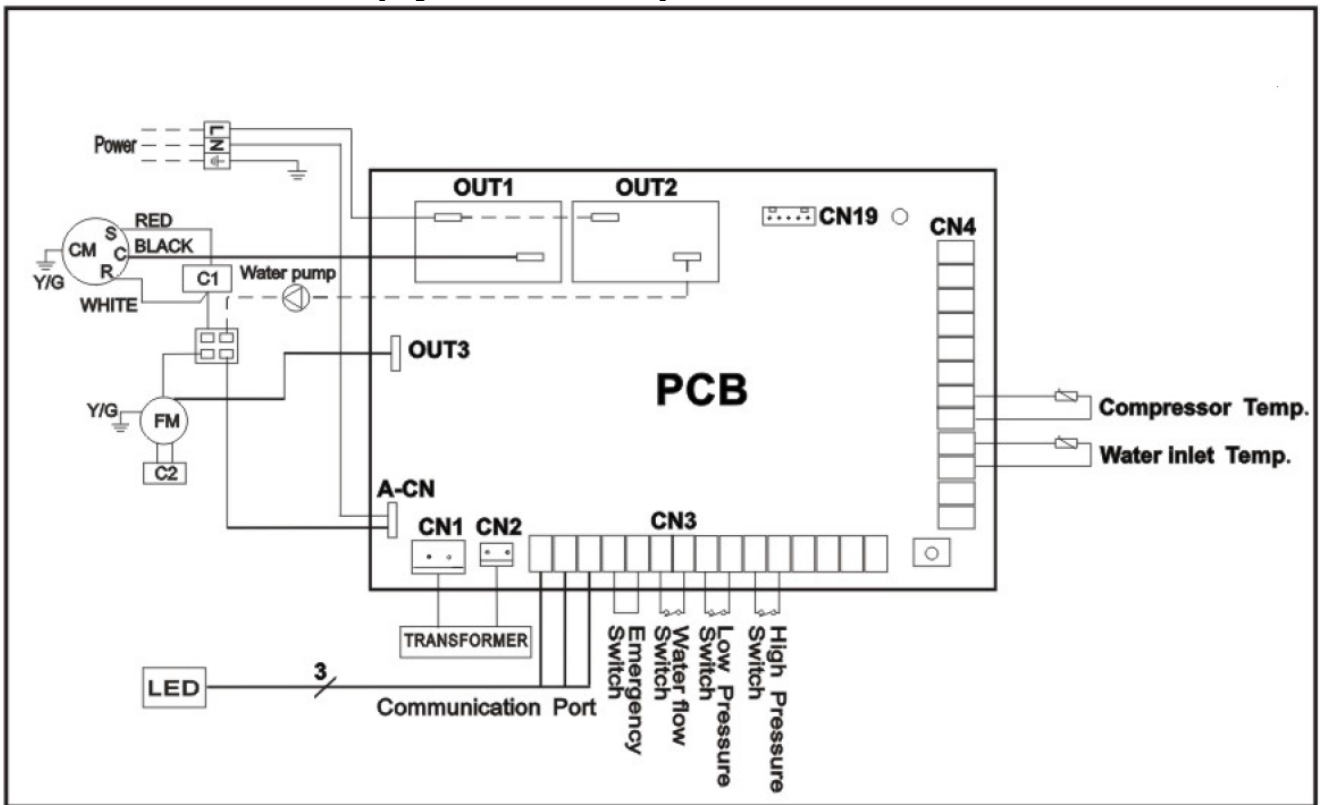 Power
L
N
OUT1
OUT2
CN19
CN4
RED
S
CM
C
BLACK
R
Y/G
WHITE
C1
Water pump
OUT3
PCB
Y/G
FM
C2
Compressor Temp.
Water inlet Temp.
A-CN
CN1
CN2
CN3
TRANSFORMER
LED
3
Communication Port
Emergency
Switch
Water flow
Switch
Low Pressure
Switch
High Pressure
Switch